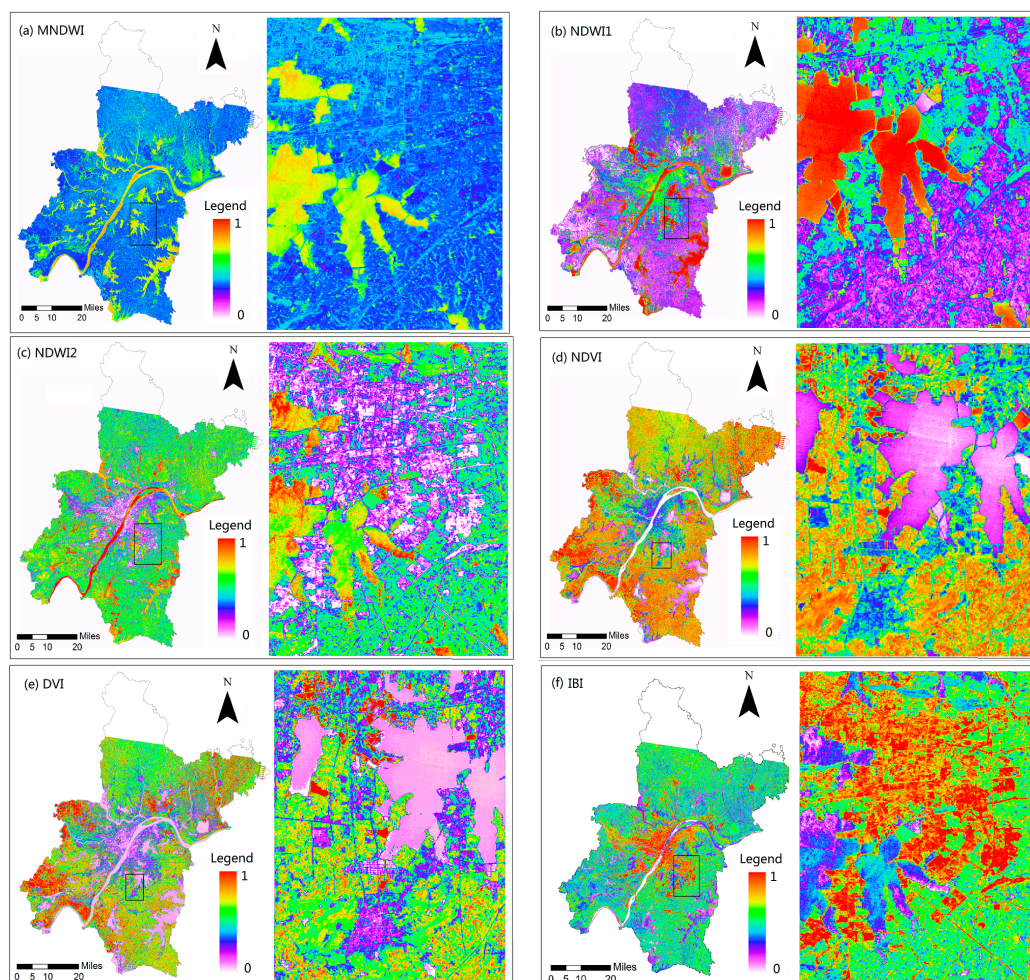 (a) MNDWI
N
Legend
1
0
Miles
0 5 10 20
(b) NDWI1
N
Legend
1
0
Miles
0 5 10 20
(c) NDWI2
N
Legend
1
0
Miles
0 5 10 20
(d) NDVI
N
Legend
1
0
Miles
0 5 10 20
(e) DVI
N
Legend
1
0
Miles
0 5 10 20
(f) IBI
N
Legend
1
0
Miles
0 5 10 20